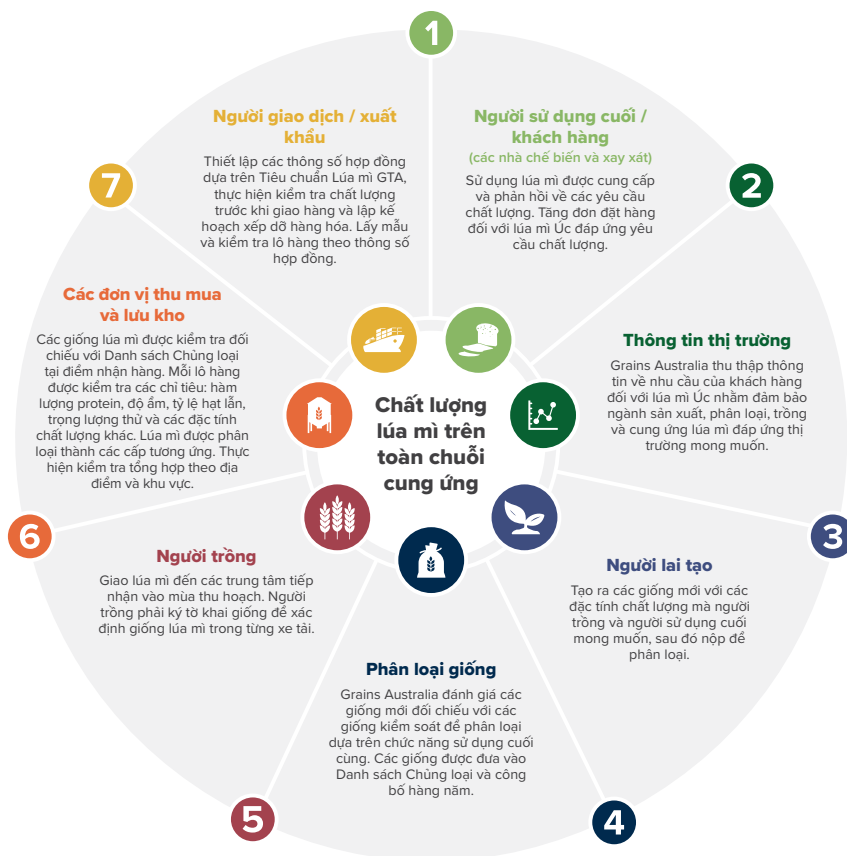 1
Người sử dụng cuối /
khách hàng
(các nhà chế biến và xay xát)
Sử dụng lúa mì được cung cấp
và phản hồi về các yêu cầu
chất lượng. Tăng đơn đặt hàng
đối với lúa mì Úc đáp ứng yêu
cầu chất lượng.
2
Thông tin thị trường
Grains Australia thu thập thông
tin về nhu cầu của khách hàng
đối với lúa mì Úc nhằm đảm bảo
ngành sản xuất, phân loại, trồng
và cung ứng lúa mì đáp ứng thị
trường mong muốn.
3
Người lai tạo
Tạo ra các giống mới với các
đặc tính chất lượng mà người
trồng và người sử dụng cuối
mong muốn, sau đó nộp để
phân loại.
4
Phân loại giống
Grains Australia đánh giá các
giống mới đối chiếu với các
giống kiểm soát để phân loại
dựa trên chức năng sử dụng cuối
cùng. Các giống được đưa vào
Danh sách Chủng loại và công
bố hàng năm.
5
Người trồng
Giao lúa mì đến các trung tâm tiếp
nhận vào mùa thu hoạch. Người
trồng phải ký tờ khai giống để xác
định giống lúa mì trong từng xe tải.
6
Các đơn vị thu mua
và lưu kho
Các giống lúa mì được kiểm tra đối
chiếu với Danh sách Chủng loại
tại điểm nhận hàng. Mỗi lô hàng
được kiểm tra các chỉ tiêu: hàm
lượng protein, độ ẩm, tỷ lệ hạt lẫn,
trọng lượng thử và các đặc tính
chất lượng khác. Lúa mì được phân
loại thành các cấp tương ứng. Thực
hiện kiểm tra tổng hợp theo địa
điểm và khu vực.
7
Người giao dịch / xuất
khẩu
Thiết lập các thông số hợp đồng
dựa trên Tiêu chuẩn Lúa mì GTA,
thực hiện kiểm tra chất lượng
trước khi giao hàng và lập kế
hoạch xếp dỡ hàng hóa. Lấy mẫu
và kiểm tra lô hàng theo thông số
hợp đồng.
Chất lượng
lúa mì trên
toàn chuỗi
cung ứng